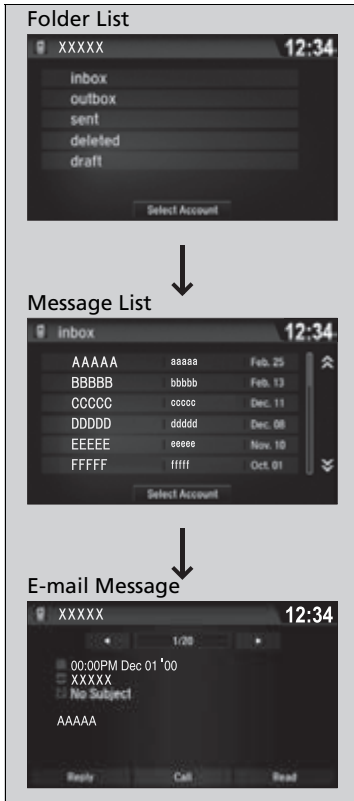 Folder List
XXXXX 12:34
inbox
outbox
sent
deleted
draft
Select Account
Message List
inbox 12:34
AAAAA aaaaa Feb. 25
BBBBB bbbbb Feb. 13
CCCCC ccccc Dec. 11
DDDDD ddddd Dec. 08
EEEEE eeeee Nov. 10
FFFFF fffff Oct. 01
Select Account
E-mail Message
XXXXX 12:34
1/20
00:00PM Dec 01 '00
XXXXX
No Subject
AAAAA
Reply Call Read